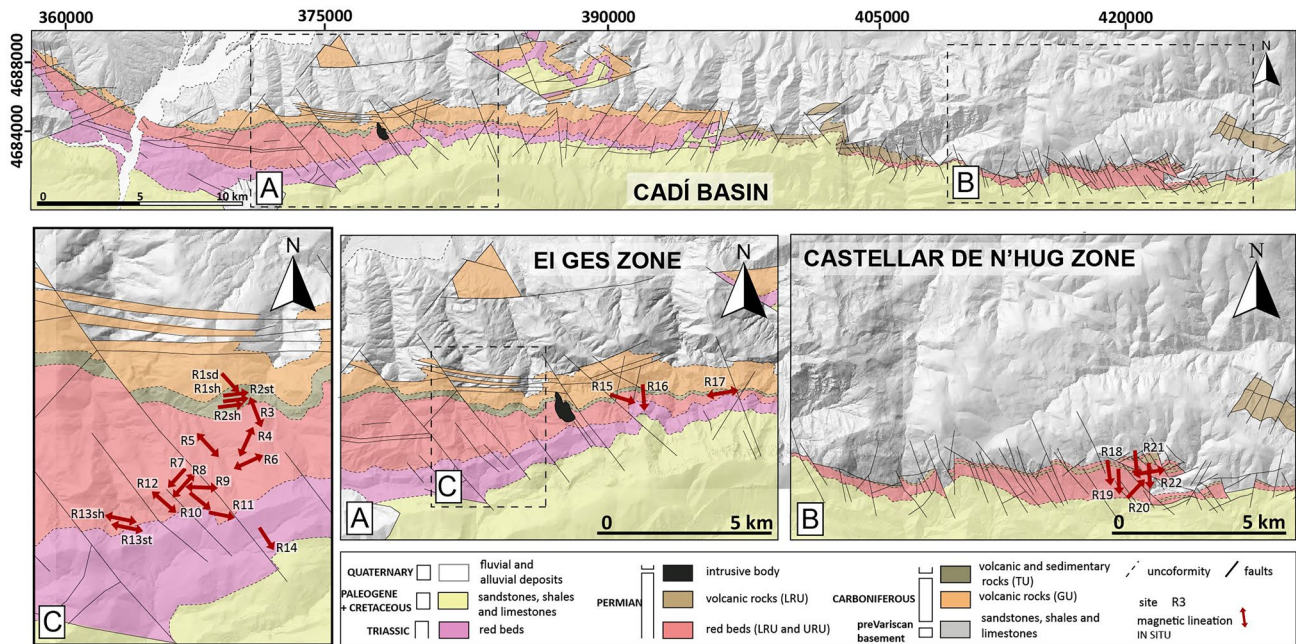 360000 375000 390000 405000 420000
4688000
4684000
N
0 5 10 km
A
CADÍ BASIN
B
N
R1sd
R1sh
R2st
R2sh
R3
R4
R5
R6
R7
R8
R9
R12
R10
R11
R13sh
R13st
R14
C
EI GES ZONE
N
R15
R16
R17
C
A
0 5 km
CASTELLAR DE N'HUG ZONE
N
R18
R21
R22
R19
R20
B
0 5 km
QUATERNARY
fluvial and
alluvial deposits
PALEOGENE
+ CRETACEOUS
sandstones, shales
and limestones
TRIASSIC
red beds
PERMIAN
intrusive body
volcanic rocks (LRU)
red beds (LRU and URU)
CARBONIFEROUS
volcanic and sedimentary
rocks (TU)
volcanic rocks (GU)
preVariscan
basement
sandstones, shales and
limestones
uncoformity
faults
site R3
magnetic lineation
IN SITU